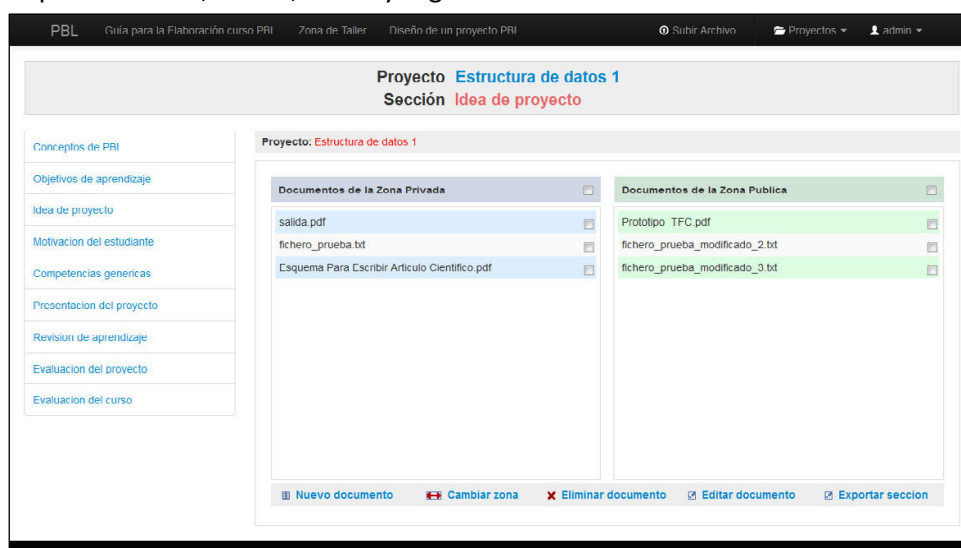 PBL Guía para la Elaboración curso PBl Zona de Taller Diseño de un proyecto PBl Subir Archivo Proyectos admin
Proyecto Estructura de datos 1
Sección Idea de proyecto
Conceptos de PBl
Objetivos de aprendizaje
Idea de proyecto
Motivacion del estudiante
Competencias genericas
Presentacion del proyecto
Revision de aprendizaje
Evaluacion del proyecto
Evaluacion del curso
Proyecto: Estructura de datos 1
Documentos de la Zona Privada
salida.pdf
fichero_prueba.txt
Esquema Para Escribir Articulo Cientifico.pdf
Documentos de la Zona Publica
Prototipo TFC.pdf
fichero_prueba_modificado_2.txt
fichero_prueba_modificado_3.txt
Nuevo documento Cambiar zona Eliminar documento Editar documento Exportar seccion